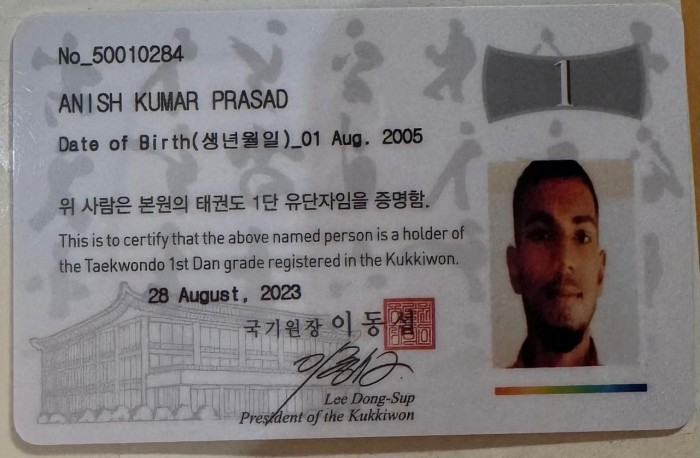 No_50010284
1
ANISH KUMAR PRASAD
Date of Birth(생년월일)_01 Aug. 2005
위 사람은 본원의 태권도 1단 유단자임을 증명함.
This is to certify that the above named person is a holder of
the Taekwondo 1st Dan grade registered in the Kukkiwon.
28 August, 2023
국기원장 이동섭
Lee Dong-Sup
President of the Kukkiwon